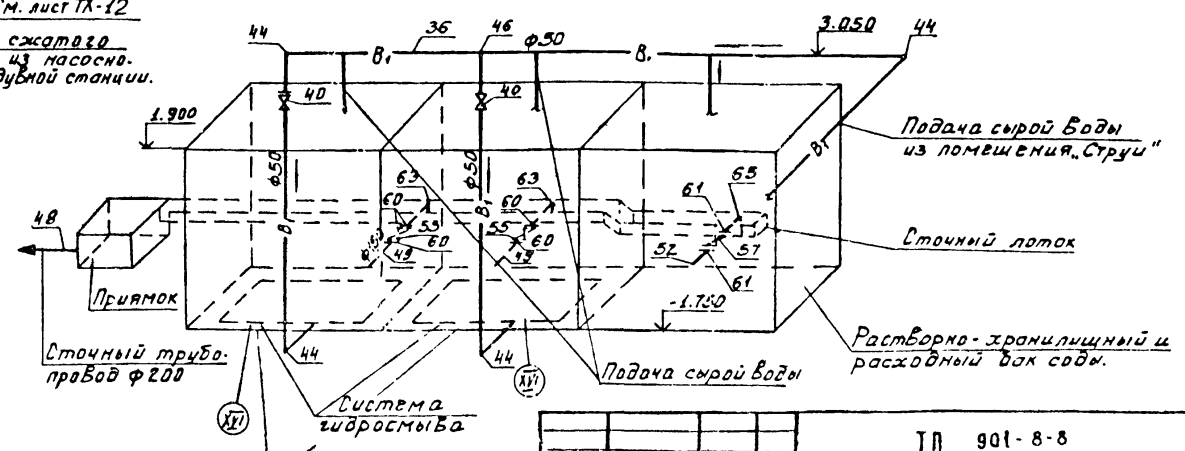 см. лист ТХ-12
сжатого
из насосно-
дувной станции.
44
36
46
ф50
В₁
В₁
3.050
44
40
40
1.900
Подача сырой воды
из помещения „Струи"
В₁
ф50
ф50
В₁
63
60
55
60
49
63
60
55
60
49
65
61
57
52
61
48
Сточный лоток
Приямок
-1.750
Сточный трубо-
провод ф200
44
44
XVI
XVI
Растворно-хранилищный и
расходный бак соды.
Подача сырой воды
Система
гидросмыва
ТП 901-8-8